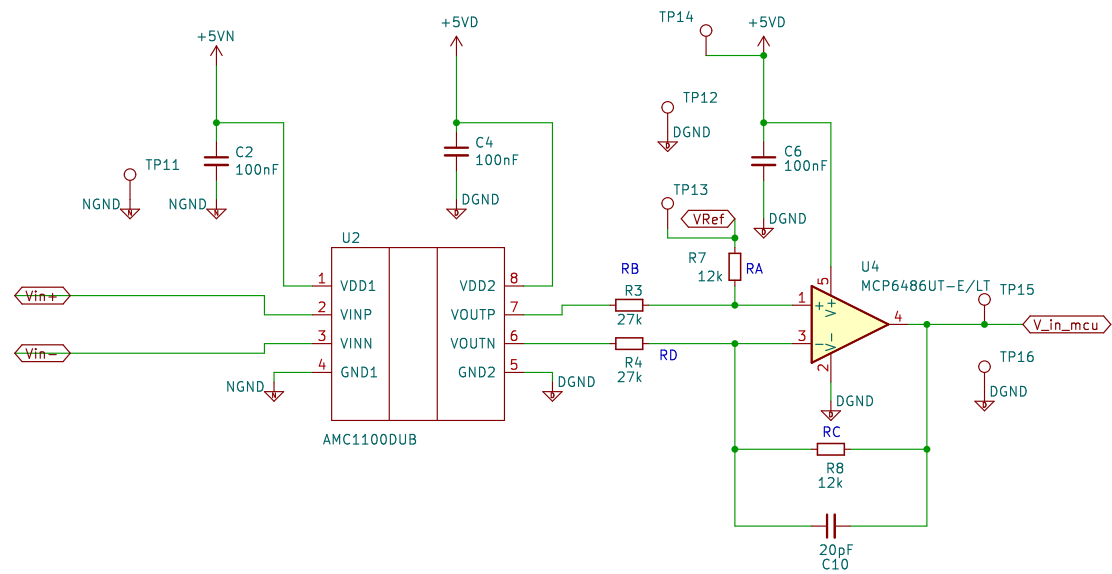 TP14
+5VD
+5VN
+5VD
TP12
DGND
C2
100nF
C4
100nF
C6
100nF
TP11
NGND
NGND
DGND
TP13
VRef
DGND
U2
R7
12k
RA
RB
R3
27k
U4
MCP6486UT-E/LT
TP15
Vin+
Vin-
1
VDD1
2
VINP
3
VINN
4
GND1
VDD2
8
VOUTP
7
VOUTN
6
GND2
5
NGND
DGND
AMC1100DUB
RD
R4
27k
1
3
5
V+
V-
2
4
+
-
V_in_mcu
TP16
DGND
DGND
RC
R8
12k
20pF
C10